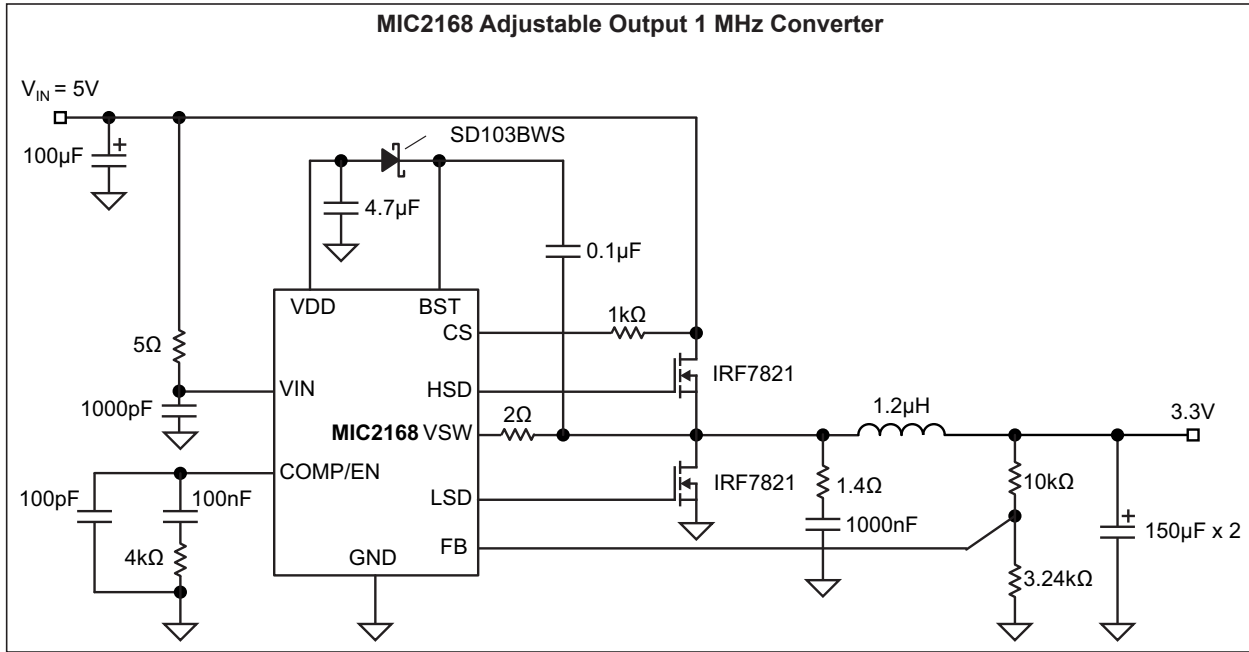 MIC2168 Adjustable Output 1 MHz Converter
VIN = 5V
SD103BWS
100µF
+
4.7µF
0.1µF
VDD
BST
1kΩ
CS
5Ω
IRF7821
VIN
HSD
1000pF
2Ω
1.2µH
3.3V
MIC2168
VSW
COMP/EN
100pF
100nF
LSD
IRF7821
1.4Ω
10kΩ
1000nF
+
150µF x 2
4kΩ
GND
FB
3.24kΩ